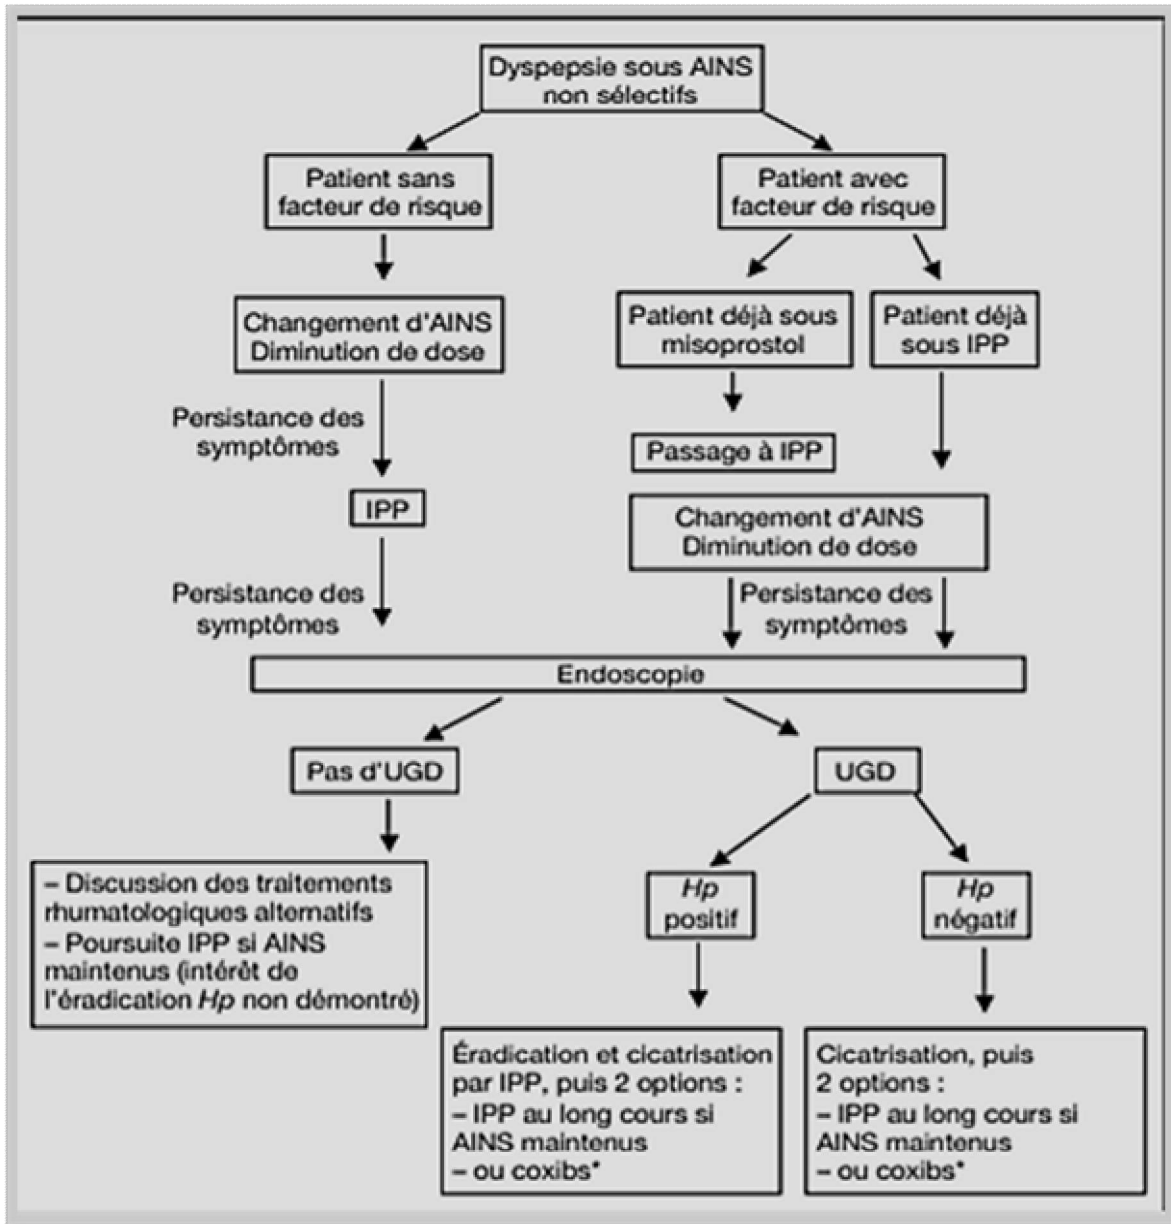 Dyspepsie sous AINS
non sélectifs
Patient sans
facteur de risque
Patient avec
facteur de risque
Changement d'AINS
Diminution de dose
Patient déjà sous
misoprostol
Patient déjà
sous IPP
Persistance des
symptômes
Passage à IPP
IPP
Changement d'AINS
Diminution de dose
Persistance des
symptômes
Persistance des
symptômes
Endoscopie
Pas d'UGD
UGD
– Discussion des traitements
rhumatologiques alternatifs
– Poursuite IPP si AINS
maintenus (intérêt de
l'éradication Hp non démontré)
Hp
positif
Hp
négatif
Éradication et cicatrisation
par IPP, puis 2 options :
– IPP au long cours si
AINS maintenus
– ou coxibs*
Cicatrisation, puis
2 options :
– IPP au long cours si
AINS maintenus
– ou coxibs*